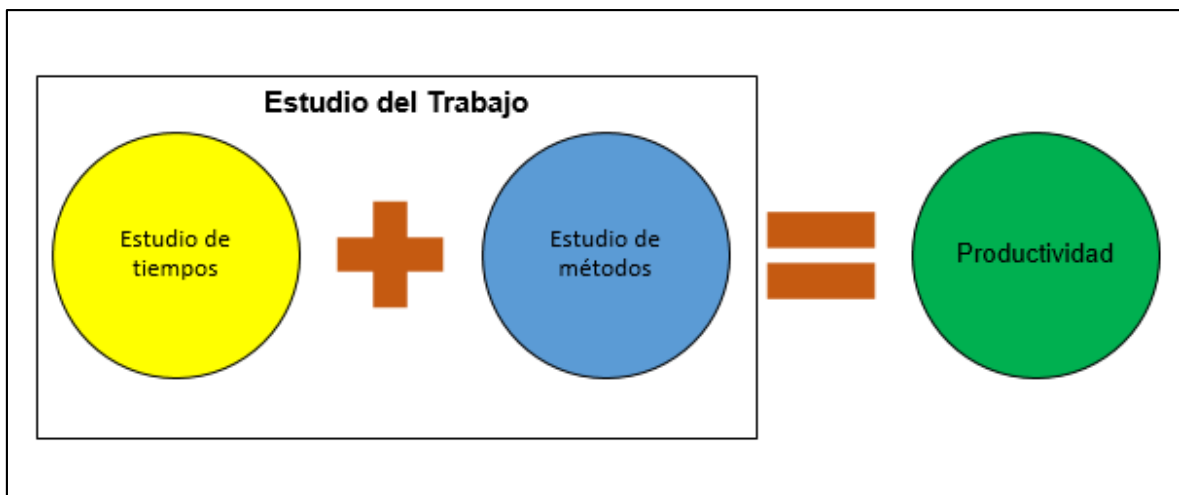 Estudio del Trabajo
Estudio de
tiempos
Estudio de
métodos
Productividad